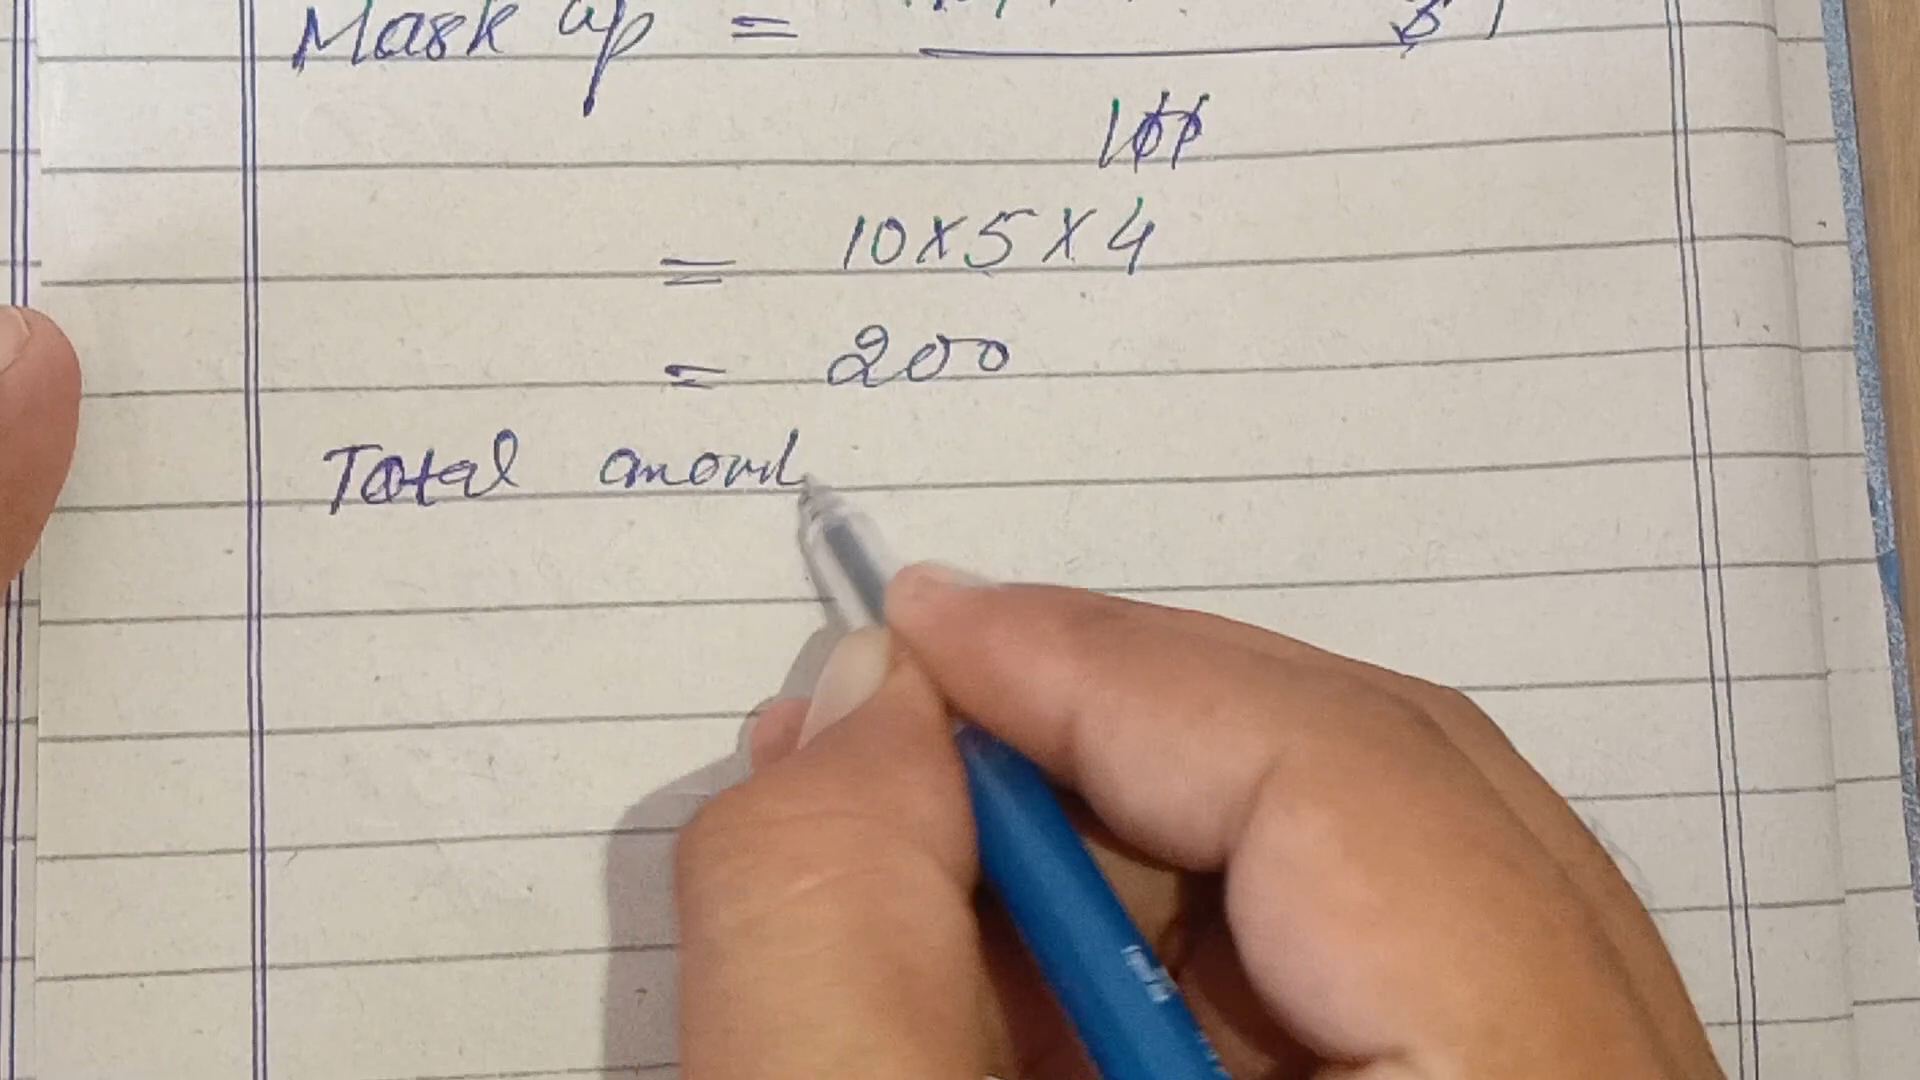 Mark up =
100
= 10×5×4
= 200
Total amount